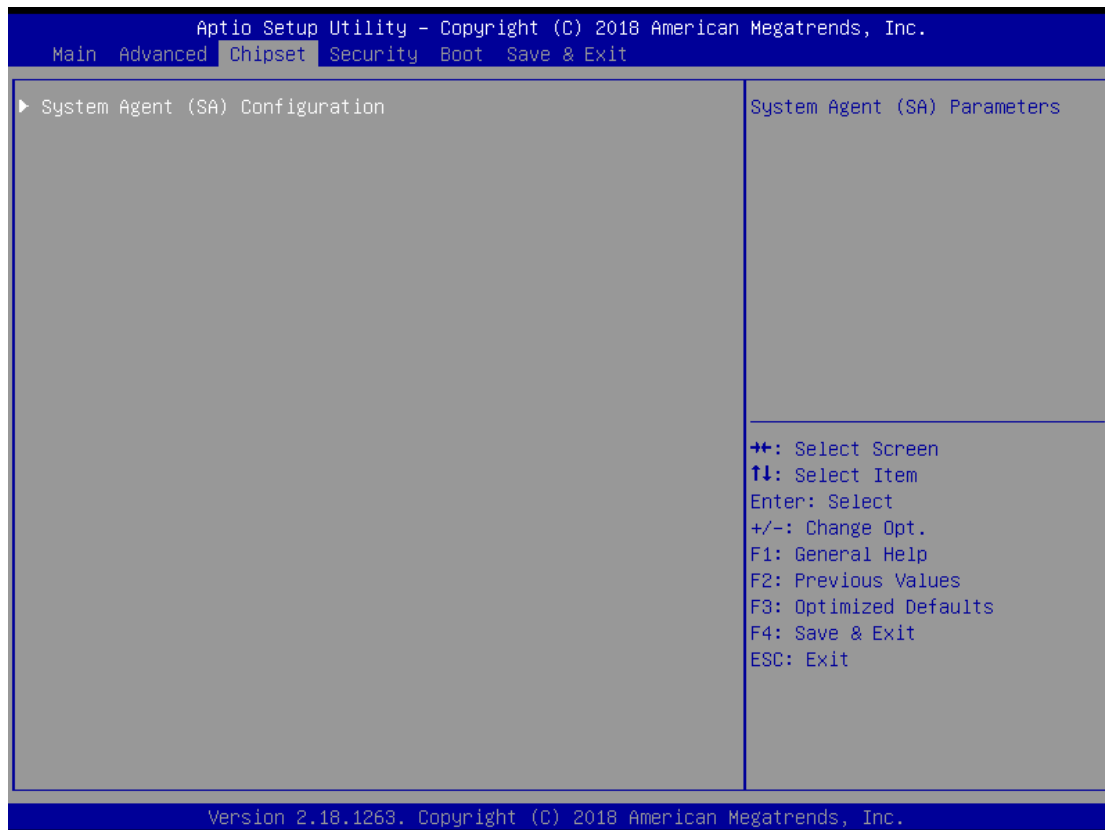 Aptio Setup Utility – Copyright (C) 2018 American Megatrends, Inc.
Main Advanced Chipset Security Boot Save & Exit
▶ System Agent (SA) Configuration
System Agent (SA) Parameters
→←: Select Screen
↑↓: Select Item
Enter: Select
+/-: Change Opt.
F1: General Help
F2: Previous Values
F3: Optimized Defaults
F4: Save & Exit
ESC: Exit
Version 2.18.1263. Copyright (C) 2018 American Megatrends, Inc.